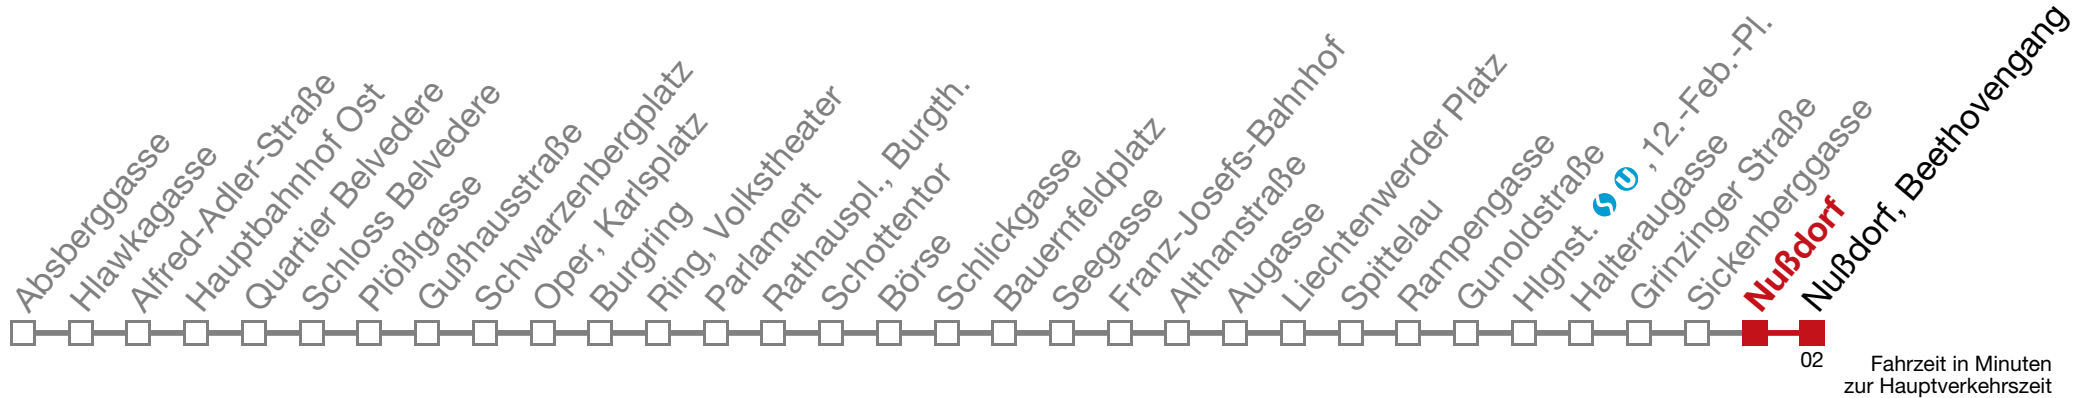 Absberggasse
Hlawkagasse
Alfred-Adler-Straße
Hauptbahnhof Ost
Quartier Belvedere
Schloss Belvedere
Plößlgasse
Gußhausstraße
Schwarzenbergplatz
Oper, Karlsplatz
Burgring
Ring, Volkstheater
Parlament
Rathauspl., Burgth.
Schottentor
Börse
Schlickgasse
Bauernfeldplatz
Seegasse
Franz-Josefs-Bahnhof
Althanstraße
Augasse
Liechtenwerder Platz
Spittelau
Rampengasse
Gunoldstraße
Hlgnst. S U , 12.-Feb.-Pl.
Halteraugasse
Grinzinger Straße
Sickenberggasse
Nußdorf
Nußdorf, Beethovengang
02
Fahrzeit in Minuten
zur Hauptverkehrszeit